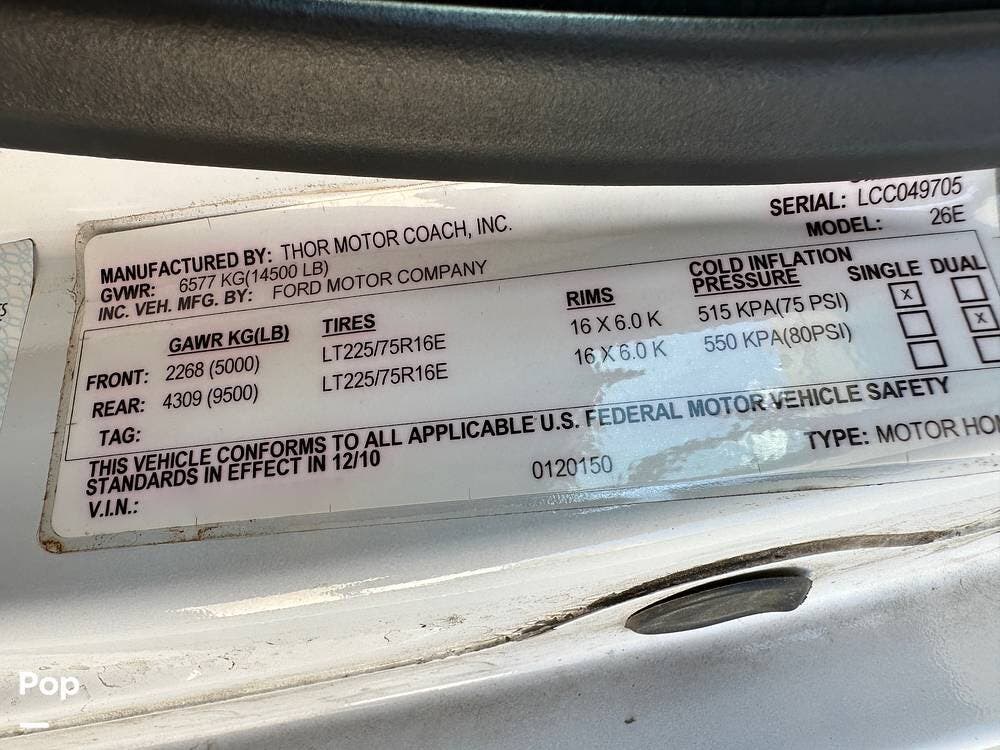 SERIAL: LCC049705
MANUFACTURED BY: THOR MOTOR COACH, INC.
MODEL: 26E
GVWR: 6577 KG(14500 LB)
INC. VEH. MFG. BY: FORD MOTOR COMPANY
GAWR KG(LB) TIRES RIMS COLD INFLATION PRESSURE SINGLE DUAL
FRONT: 2268 (5000) LT225/75R16E 16 X 6.0 K 515 KPA(75 PSI) X
REAR: 4309 (9500) LT225/75R16E 16 X 6.0 K 550 KPA(80PSI) X
TAG:
THIS VEHICLE CONFORMS TO ALL APPLICABLE U.S. FEDERAL MOTOR VEHICLE SAFETY
STANDARDS IN EFFECT IN 12/10
V.I.N.: 0120150 TYPE: MOTOR HO
Pop